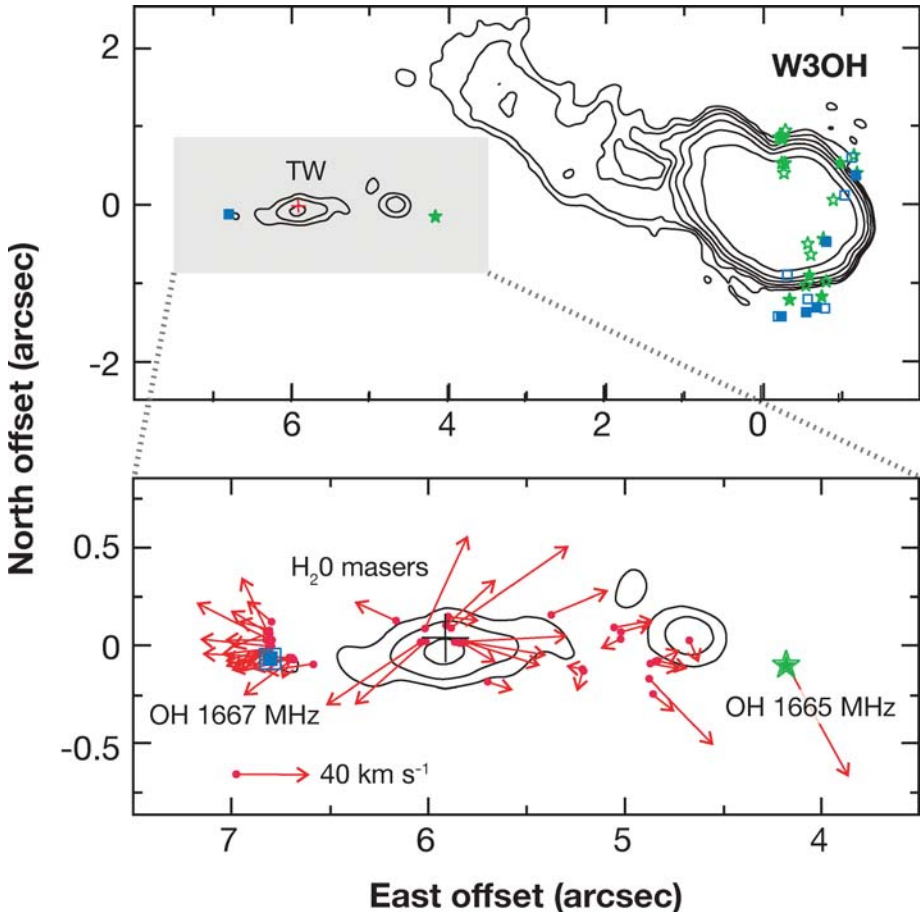 W3OH
TW
2
0
-2
6
4
2
0
North offset (arcsec)
H₂0 masers
OH 1667 MHz
OH 1665 MHz
40 km s⁻¹
0.5
0
-0.5
7
6
5
4
East offset (arcsec)